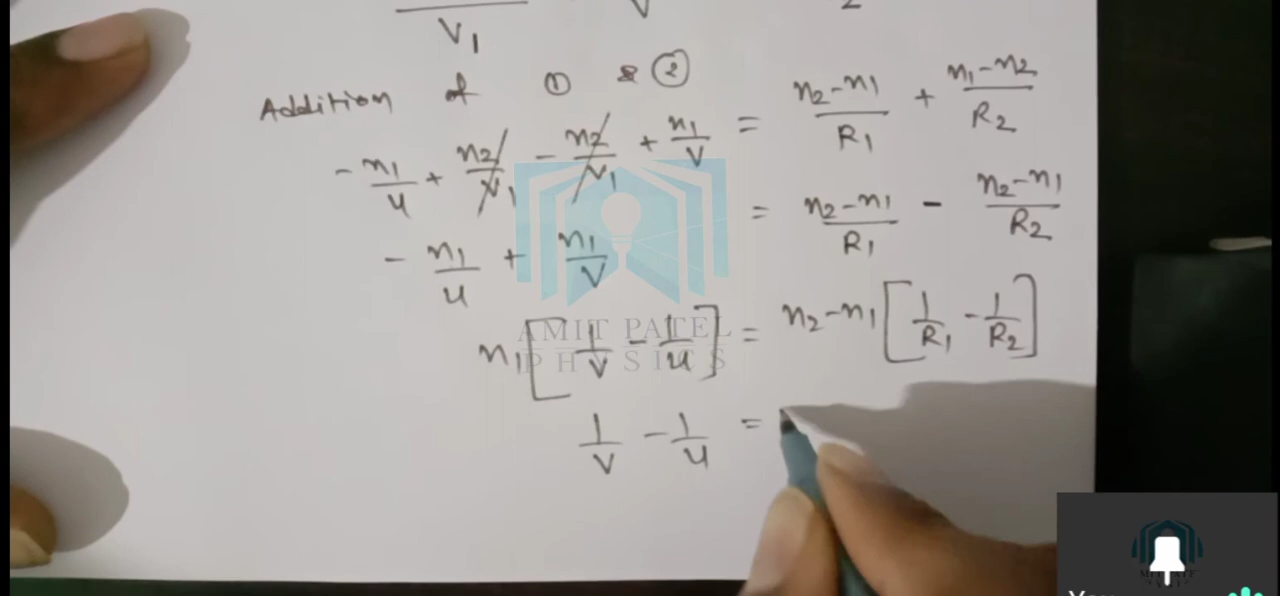 V₁ V 2
Addition of ① & ②
-n₁/u + n₂/v₁ - n₂/v₁ + n₁/v = n₂-n₁/R₁ + n₁-n₂/R₂
- n₁/u + n₁/v = n₂-n₁/R₁ - n₂-n₁/R₂
n₁[1/v - 1/u] = n₂-n₁[1/R₁ - 1/R₂]
1/v - 1/u =
AMIT PATEL
PHYSICS
You